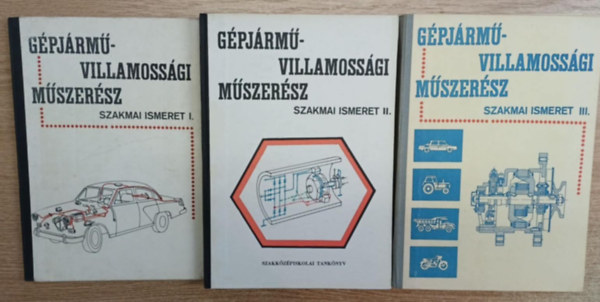 GÉPJÁRMŰ-
VILLAMOSSÁGI
MŰSZERÉSZ
SZAKMAI ISMERET I.
GÉPJÁRMŰ-
VILLAMOSSÁGI
MŰSZERÉSZ
SZAKMAI ISMERET II.
SZAKKÖZÉPISKOLAI TANKÖNYV
GÉPJÁRMŰ-
VILLAMOSSÁGI
MŰSZERÉSZ
SZAKMAI ISMERET III.